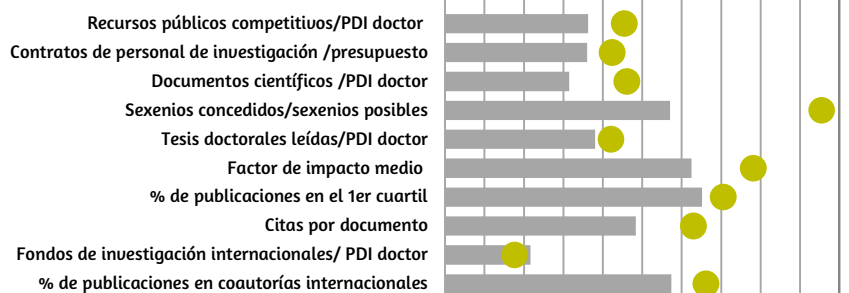 Recursos públicos competitivos/PDI doctor
Contratos de personal de investigación /presupuesto
Documentos científicos /PDI doctor
Sexenios concedidos/sexenios posibles
Tesis doctorales leídas/PDI doctor
Factor de impacto medio
% de publicaciones en el 1er cuartil
Citas por documento
Fondos de investigación internacionales/ PDI doctor
% de publicaciones en coautorías internacionales